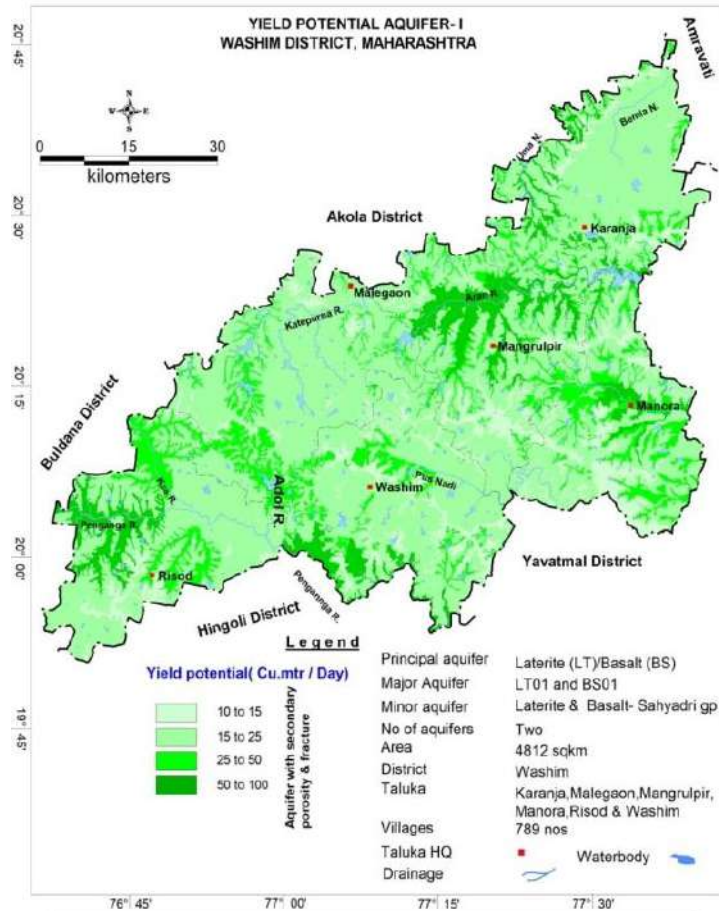 YIELD POTENTIAL AQUIFER- I
WASHIM DISTRICT, MAHARASHTRA
20
45
Amravati
N
W
E
S
0
15
30
kilometers
Bemla N.
Uma N.
20
30
Akola District
Karanja
Malegaon
Aran R
Katepurna R.
Mangrulpir
20
15
Buldana District
Manora
Adol R
Washim
Pus Nadi
Kas R.
Penganga R.
20
00
Yavatmal District
Risod
Penganga R.
Hingoli District
Legend
Yield potential( Cu.mtr / Day)
10 to 15
15 to 25
25 to 50
50 to 100
Aquifer with secondary
porosity & fracture
19
45
Principal aquifer Laterite (LT)/Basalt (BS)
Major Aquifer LT01 and BS01
Minor aquifer Laterite & Basalt- Sahyadri gp
No of aquifers Two
Area 4812 sqkm
District Washim
Taluka Karanja,Malegaon,Mangrulpir,
Manora,Risod & Washim
Villages 789 nos
Taluka HQ Waterbody
Drainage
76 °45
77 °00
77 °15
77 °30